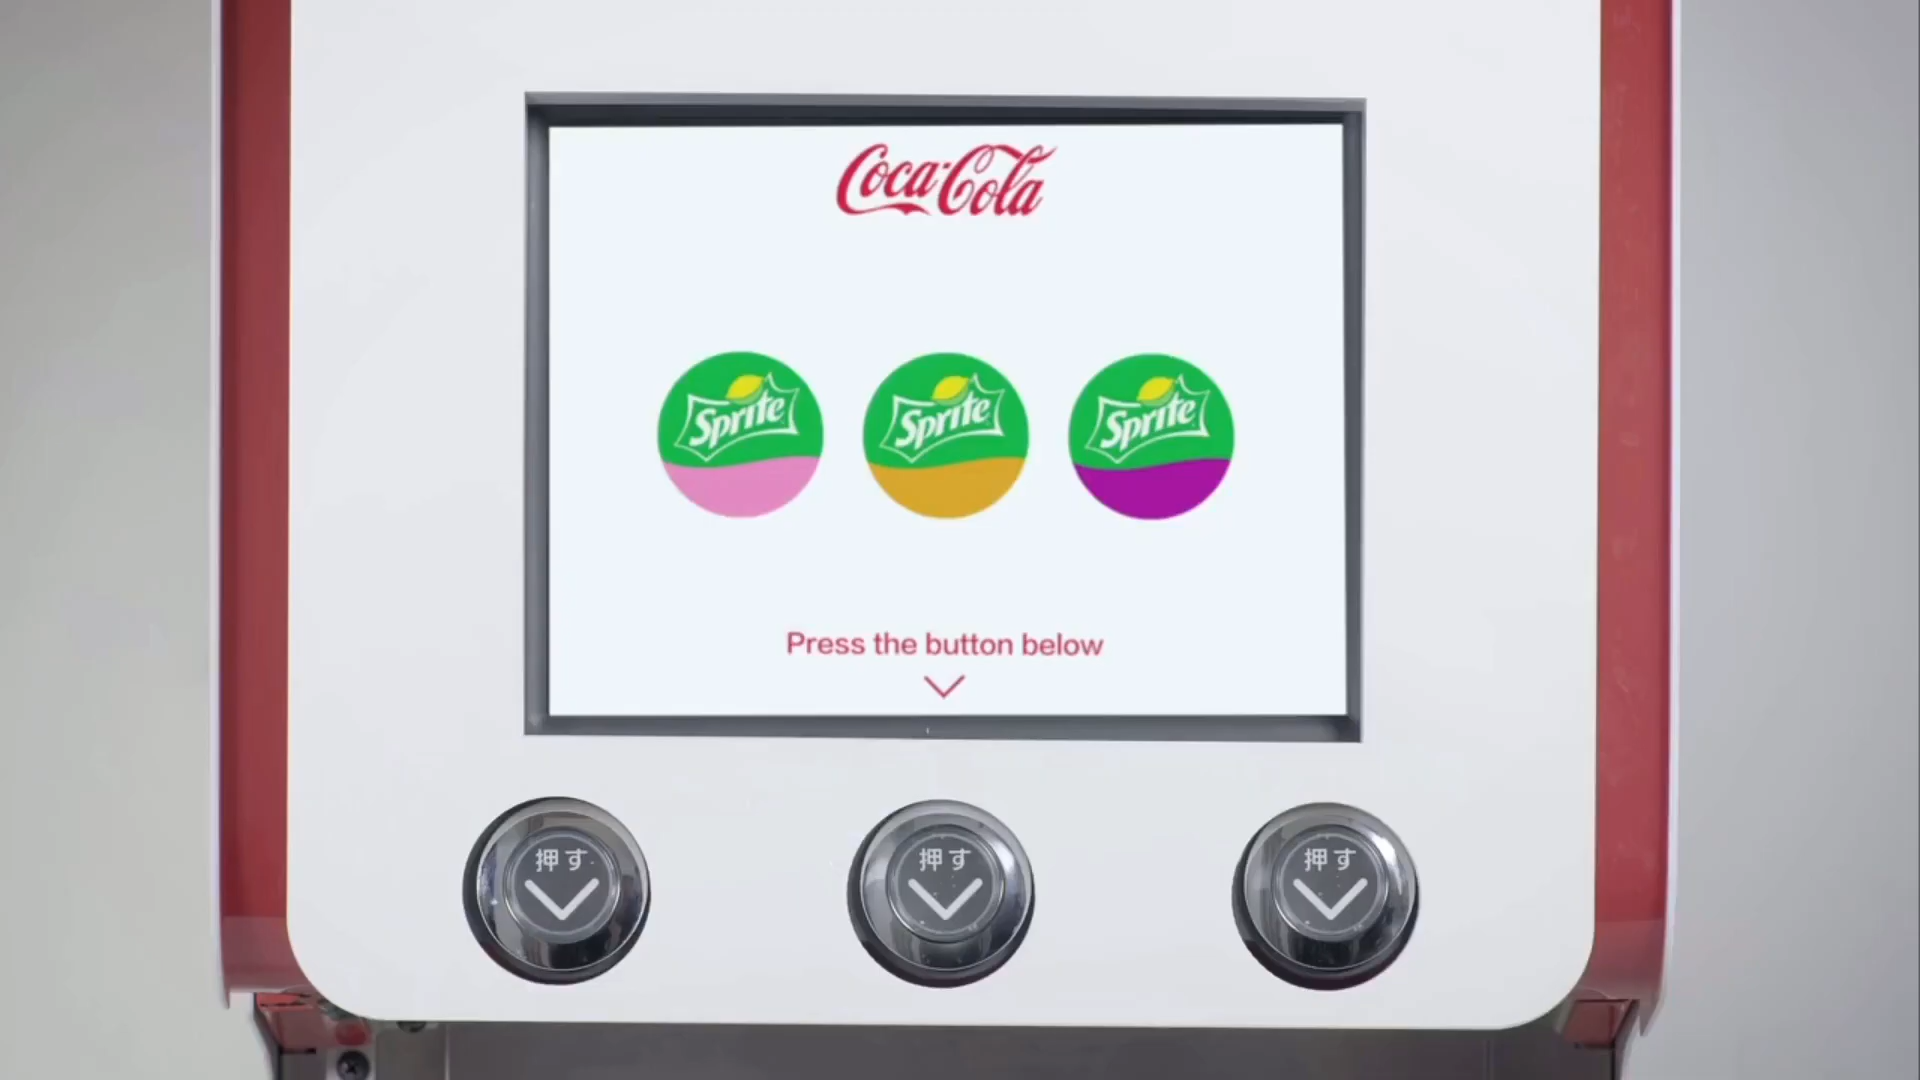 Coca-Cola
Sprite Sprite Sprite
Press the button below
押す 押す 押す